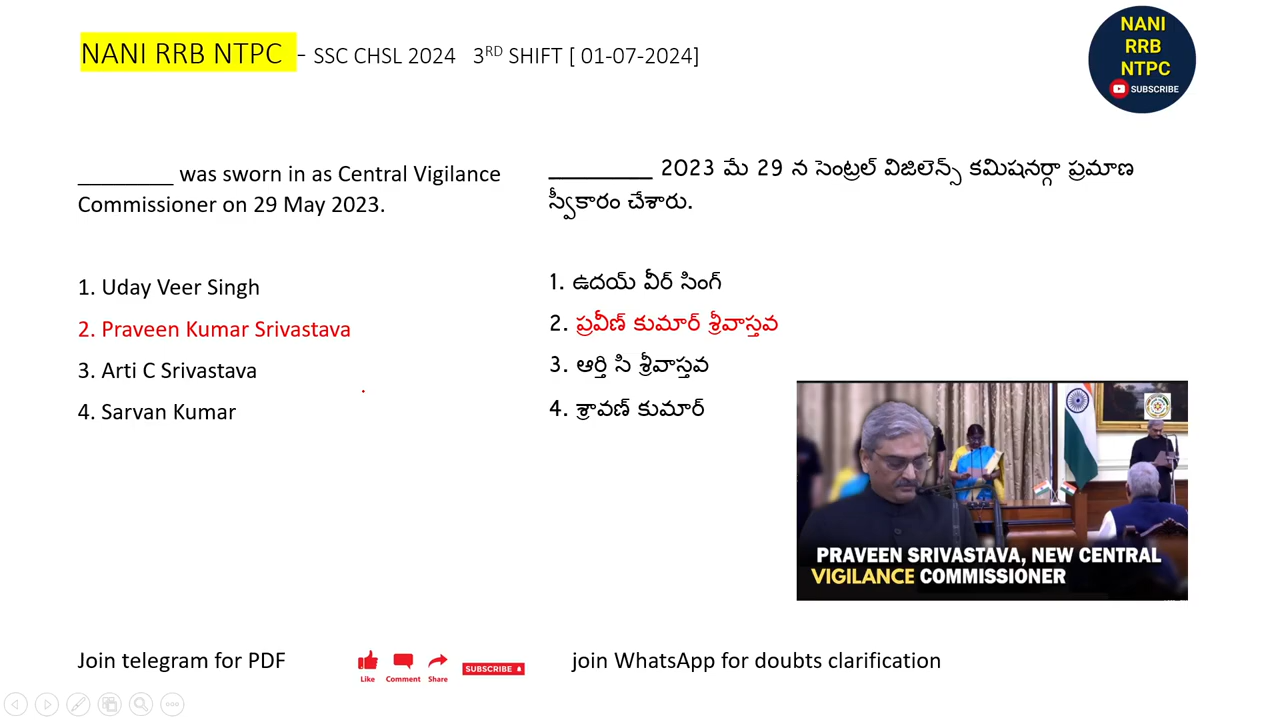 NANI RRB NTPC - SSC CHSL 2024 3RD SHIFT [ 01-07-2024]
NANI
RRB
NTPC
SUBSCRIBE
________ was sworn in as Central Vigilance
Commissioner on 29 May 2023.
1. Uday Veer Singh
2. Praveen Kumar Srivastava
3. Arti C Srivastava
4. Sarvan Kumar
_________ 2023 మే 29 న సెంట్రల్ విజిలెన్స్ కమిషనర్గా ప్రమాణ
స్వీకారం చేశారు.
1. ఉదయ్ వీర్ సింగ్
2. ప్రవీణ్ కుమార్ శ్రీవాస్తవ
3. ఆర్తి సి శ్రీవాస్తవ
4. శ్రావణ్ కుమార్
PRAVEEN SRIVASTAVA, NEW CENTRAL
VIGILANCE COMMISSIONER
Join telegram for PDF
Like Comment Share SUBSCRIBE
join WhatsApp for doubts clarification